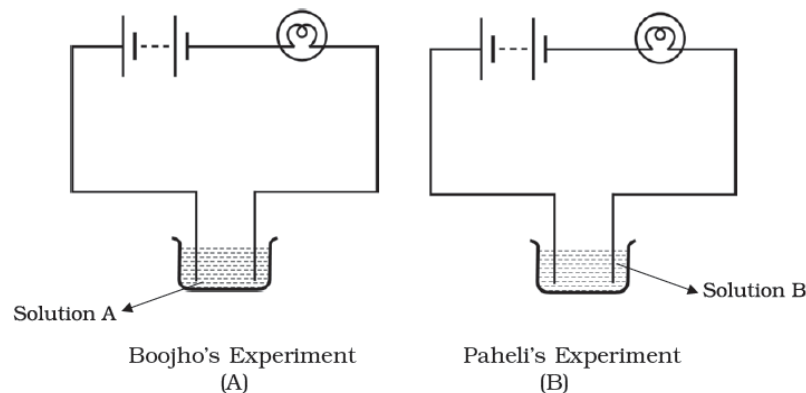 Solution A
Solution B
Boojho's Experiment
(A)
Paheli's Experiment
(B)